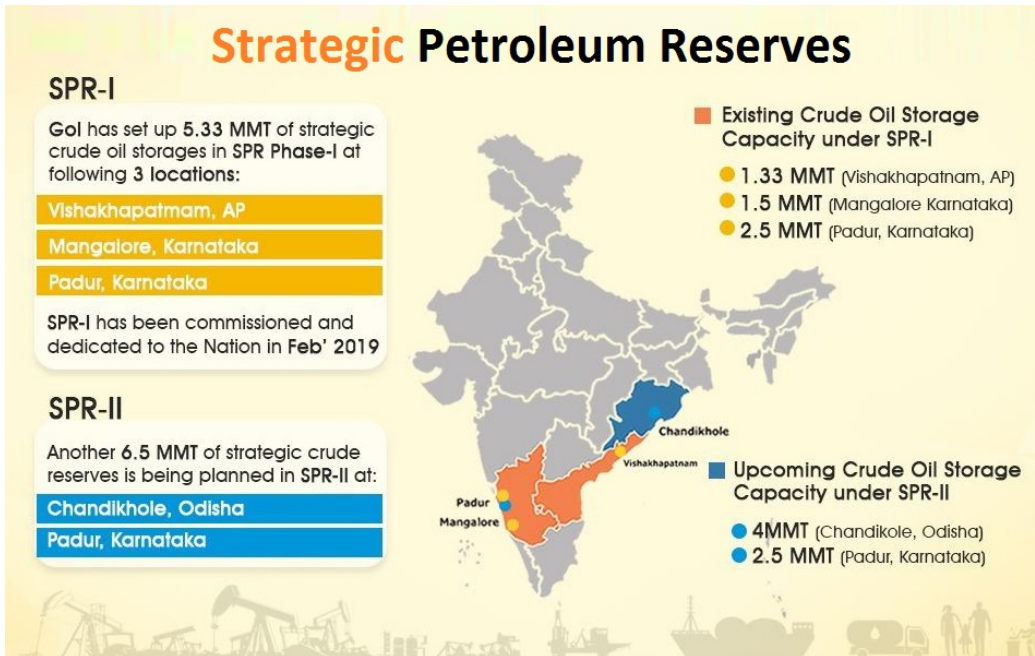 Strategic Petroleum Reserves
SPR-I
GoI has set up 5.33 MMT of strategic
crude oil storages in SPR Phase-I at
following 3 locations:
Vishakhapatmam, AP
Mangalore, Karnataka
Padur, Karnataka
SPR-I has been commissioned and
dedicated to the Nation in Feb' 2019
SPR-II
Another 6.5 MMT of strategic crude
reserves is being planned in SPR-II at:
Chandikhole, Odisha
Padur, Karnataka
Existing Crude Oil Storage
Capacity under SPR-I
1.33 MMT (Vishakhapatnam, AP)
1.5 MMT (Mangalore Karnataka)
2.5 MMT (Padur, Karnataka)
Chandikhole
Vishakhapatnam
Padur
Mangalore
Upcoming Crude Oil Storage
Capacity under SPR-II
4MMT (Chandikole, Odisha)
2.5 MMT (Padur, Karnataka)